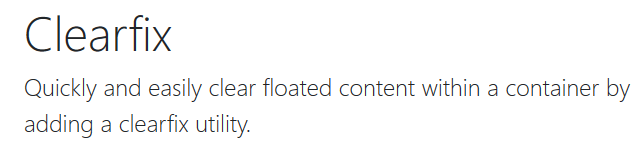 Clearfix
Quickly and easily clear floated content within a container by
adding a clearfix utility.